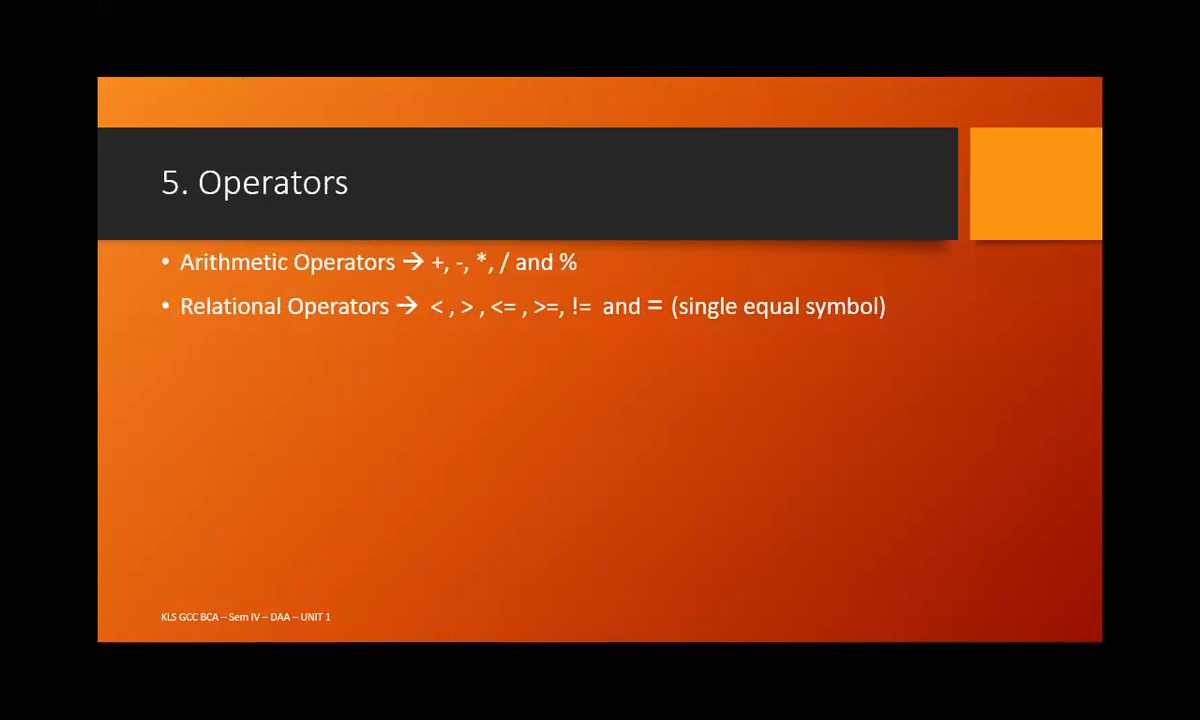 5. Operators
• Arithmetic Operators → +, -, *, / and %
• Relational Operators → < , > , <= , >=, != and = (single equal symbol)
KLS GCC BCA – Sem IV – DAA – UNIT 1